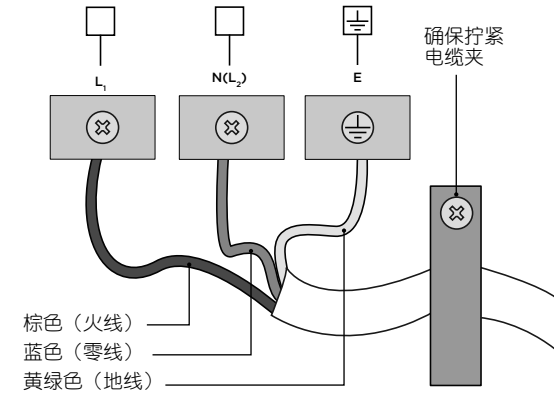 确保拧紧
电缆夹
L₁ N(L₂) E
棕色（火线）
蓝色（零线）
黄绿色（地线）